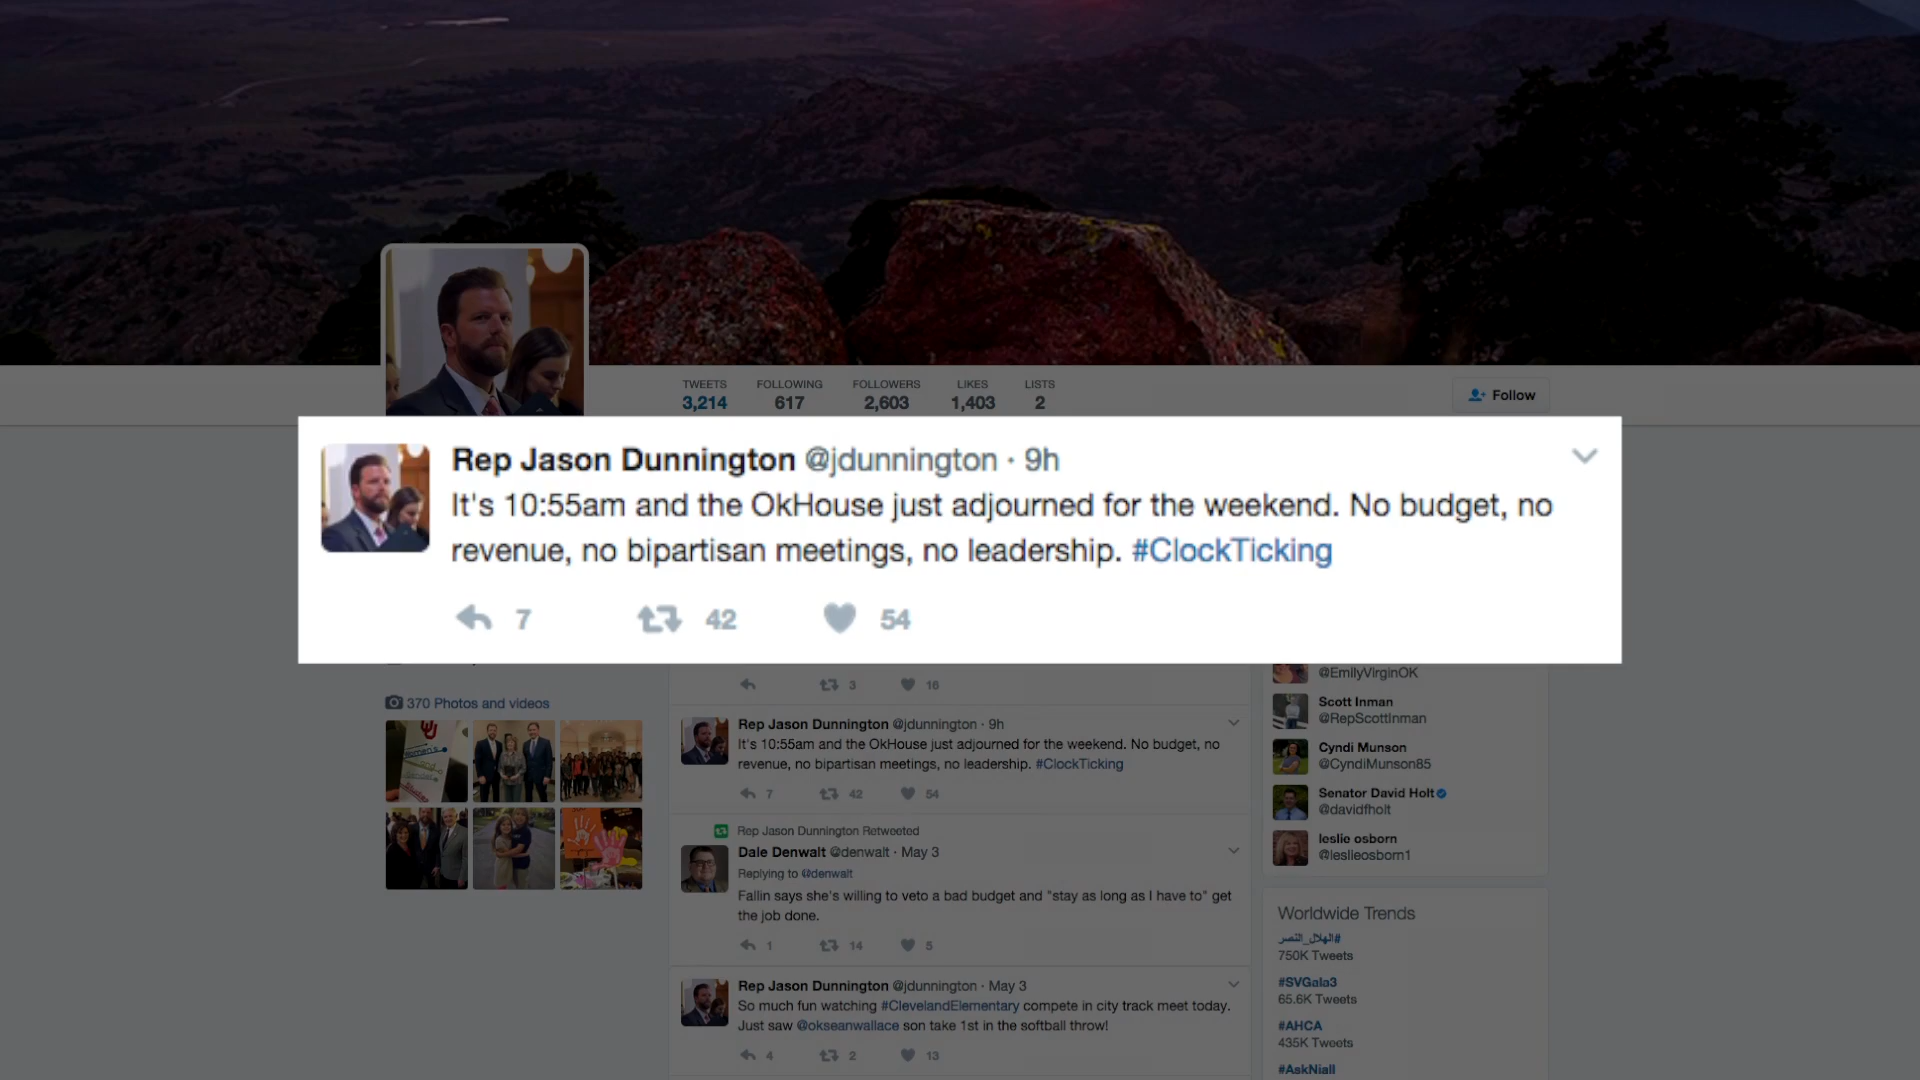 TWEETS
3,214
FOLLOWING
617
FOLLOWERS
2,603
LIKES
1,403
LISTS
2
Follow
Rep Jason Dunnington @jdunnington · 9h
It's 10:55am and the OkHouse just adjourned for the weekend. No budget, no
revenue, no bipartisan meetings, no leadership. #ClockTicking
7 42 54
370 Photos and videos
3 16
Rep Jason Dunnington @jdunnington · 9h
It's 10:55am and the OkHouse just adjourned for the weekend. No budget, no
revenue, no bipartisan meetings, no leadership. #ClockTicking
7 42 54
Rep Jason Dunnington Retweeted
Dale Denwalt @denwalt · May 3
Replying to @denwalt
Fallin says she's willing to veto a bad budget and "stay as long as I have to" get
the job done.
1 14 5
Rep Jason Dunnington @jdunnington · May 3
So much fun watching #ClevelandElementary compete in city track meet today.
Just saw @okseanwallace son take 1st in the softball throw!
4 2 13
@EmilyVirginOK
Scott Inman
@RepScottInman
Cyndi Munson
@CyndiMunson85
Senator David Holt
@davidfholt
leslie osborn
@leslieosborn1
Worldwide Trends
#الهلال_النصر
750K Tweets
#SVGala3
65.6K Tweets
#AHCA
435K Tweets
#AskNiall